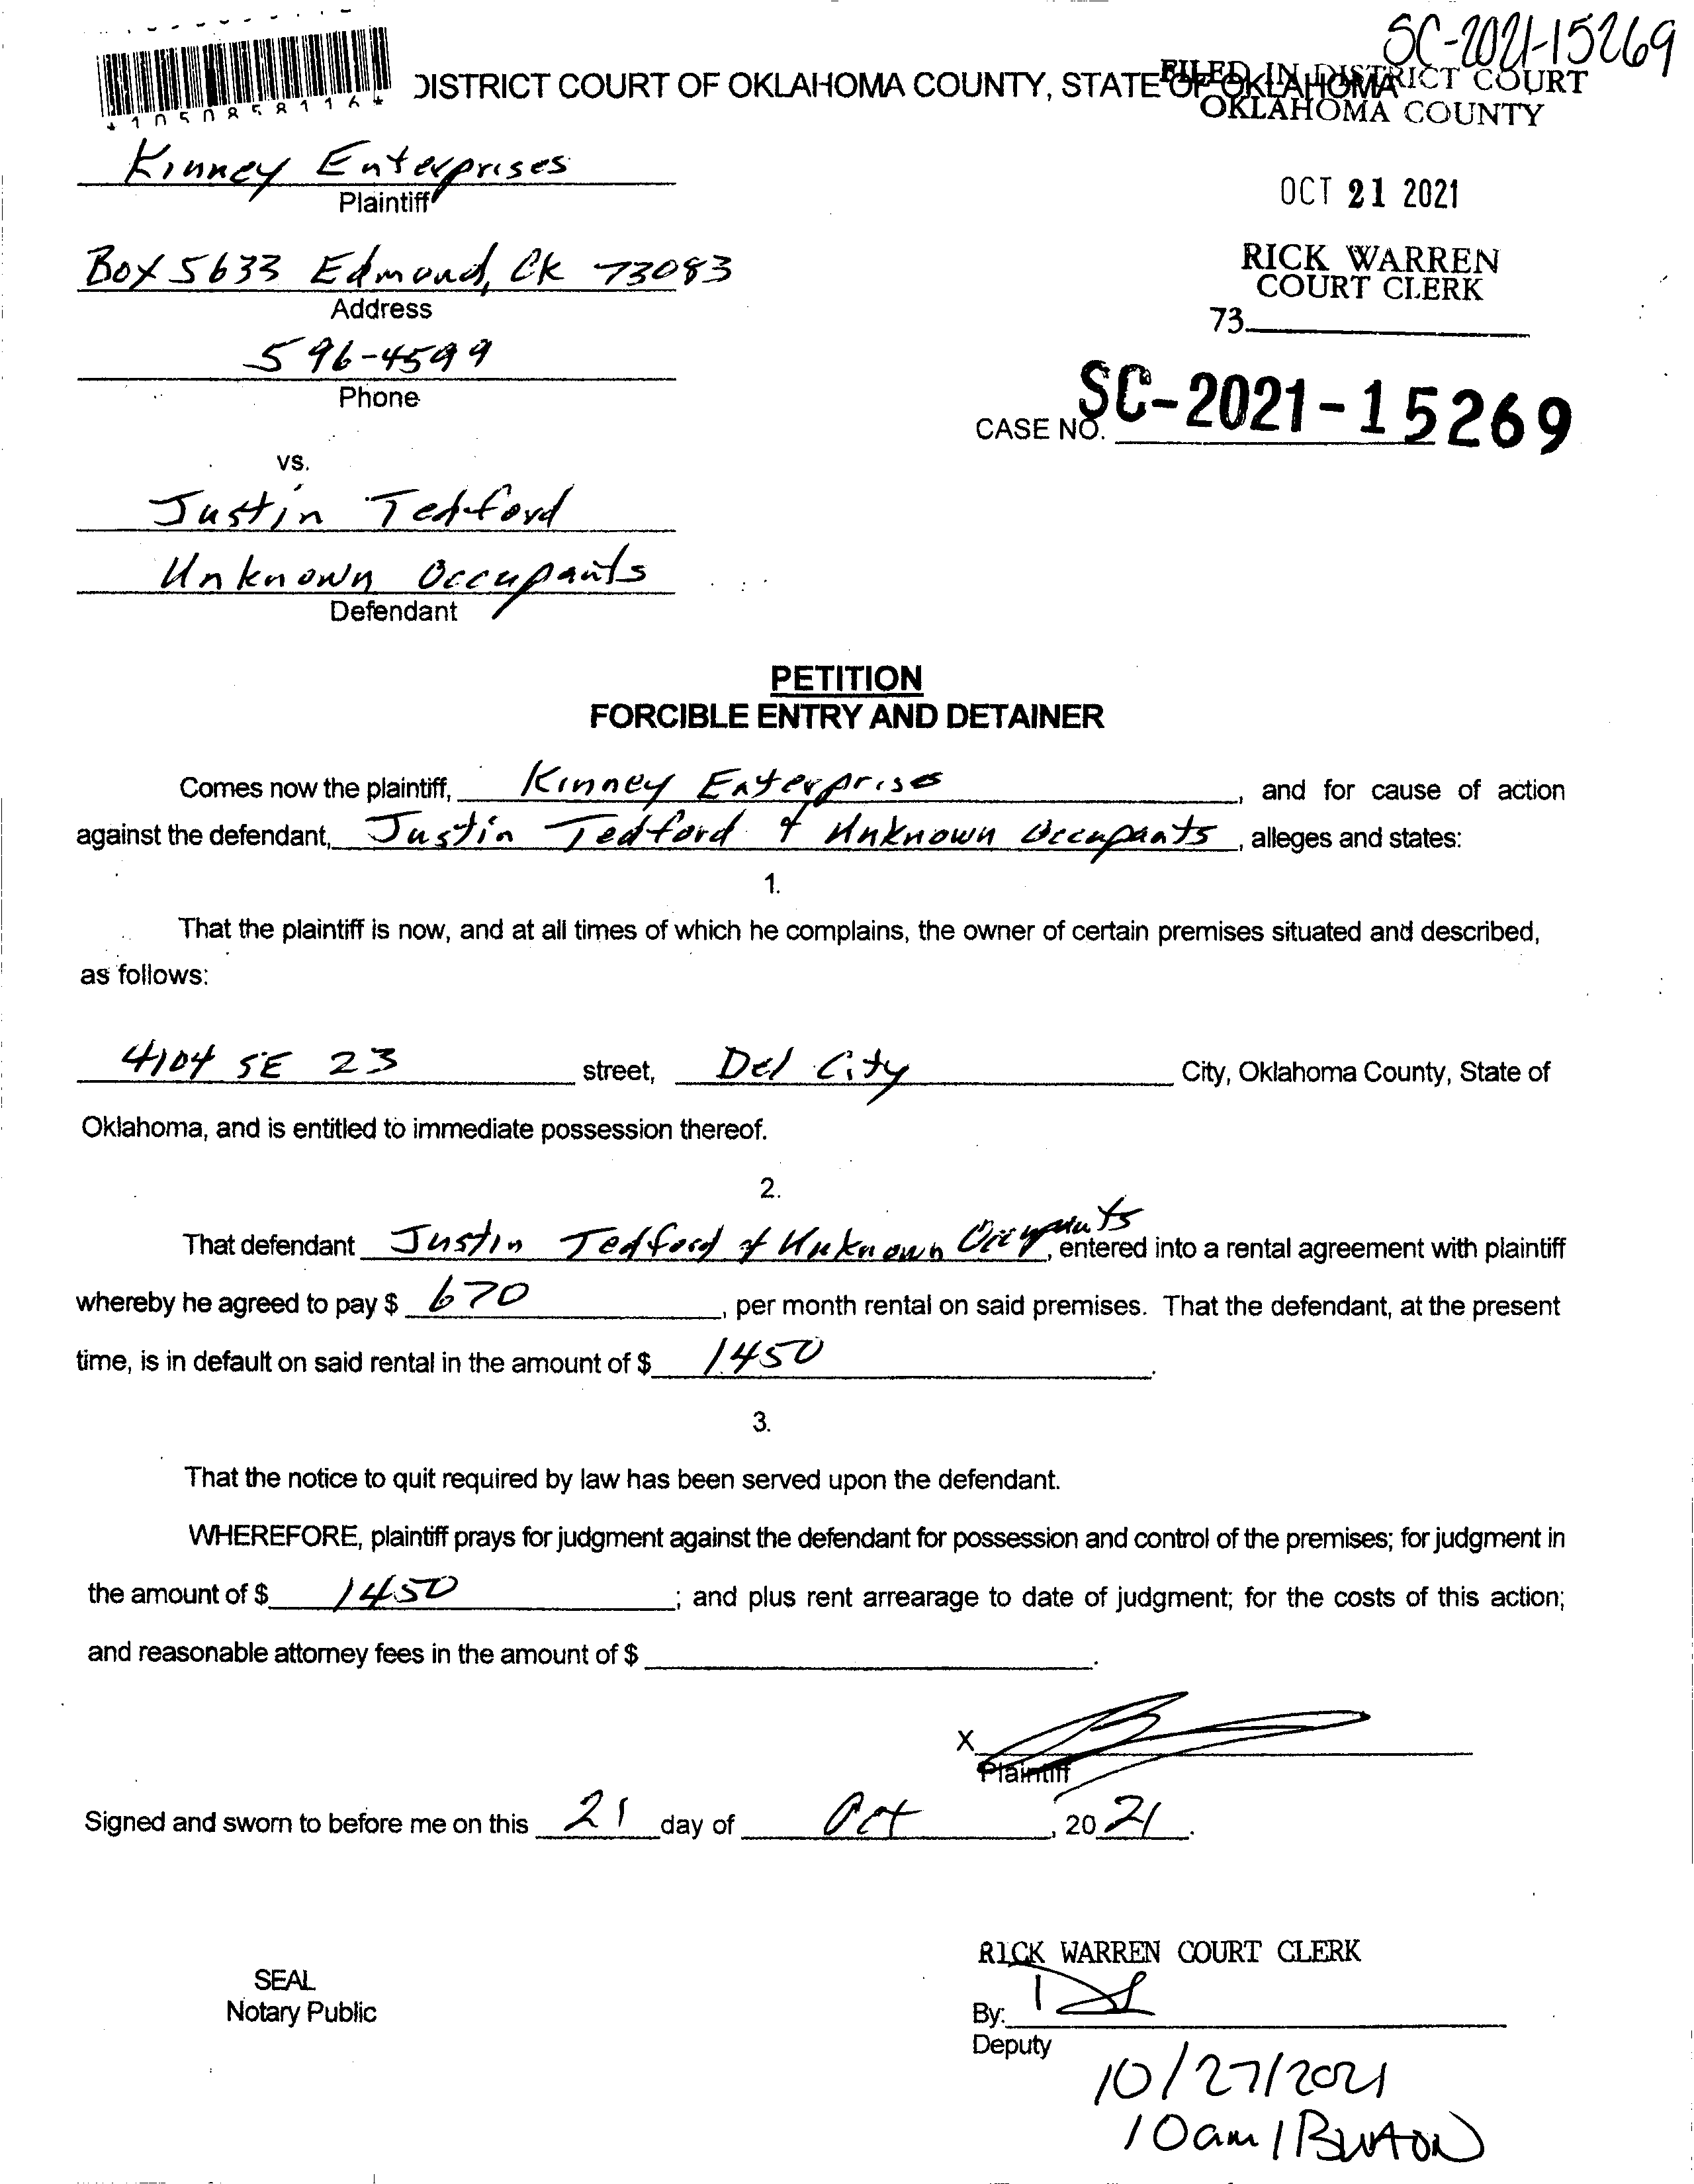 SC-2021-15269
DISTRICT COURT OF OKLAHOMA COUNTY, STATE OF OKLAHOMA
FILED IN DISTRICT COURT
OKLAHOMA COUNTY
*1050858116*
Kinney Enterprises
Plaintiff
OCT 21 2021
Box 5633 Edmond, Ok 73083
Address
RICK WARREN
COURT CLERK
73
596-4599
Phone
CASE NO. SC-2021-15269
vs.
Justin Tedford
Unknown Occupants
Defendant
PETITION
FORCIBLE ENTRY AND DETAINER
Comes now the plaintiff, Kinney Enterprises, and for cause of action
against the defendant, Justin Tedford & Unknown Occupants, alleges and states:
1.
That the plaintiff is now, and at all times of which he complains, the owner of certain premises situated and described,
as follows:
4104 SE 23 street, Del City City, Oklahoma County, State of
Oklahoma, and is entitled to immediate possession thereof.
2.
That defendant Justin Tedford & Unknown Occupants, entered into a rental agreement with plaintiff
whereby he agreed to pay $ 670, per month rental on said premises. That the defendant, at the present
time, is in default on said rental in the amount of $ 1450.
3.
That the notice to quit required by law has been served upon the defendant.
WHEREFORE, plaintiff prays for judgment against the defendant for possession and control of the premises; for judgment in
the amount of $ 1450; and plus rent arrearage to date of judgment; for the costs of this action;
and reasonable attorney fees in the amount of $ .
X
Plaintiff
Signed and sworn to before me on this 21 day of Oct, 2021.
RICK WARREN COURT CLERK
SEAL
Notary Public
By:
Deputy
10/27/2021
10am /